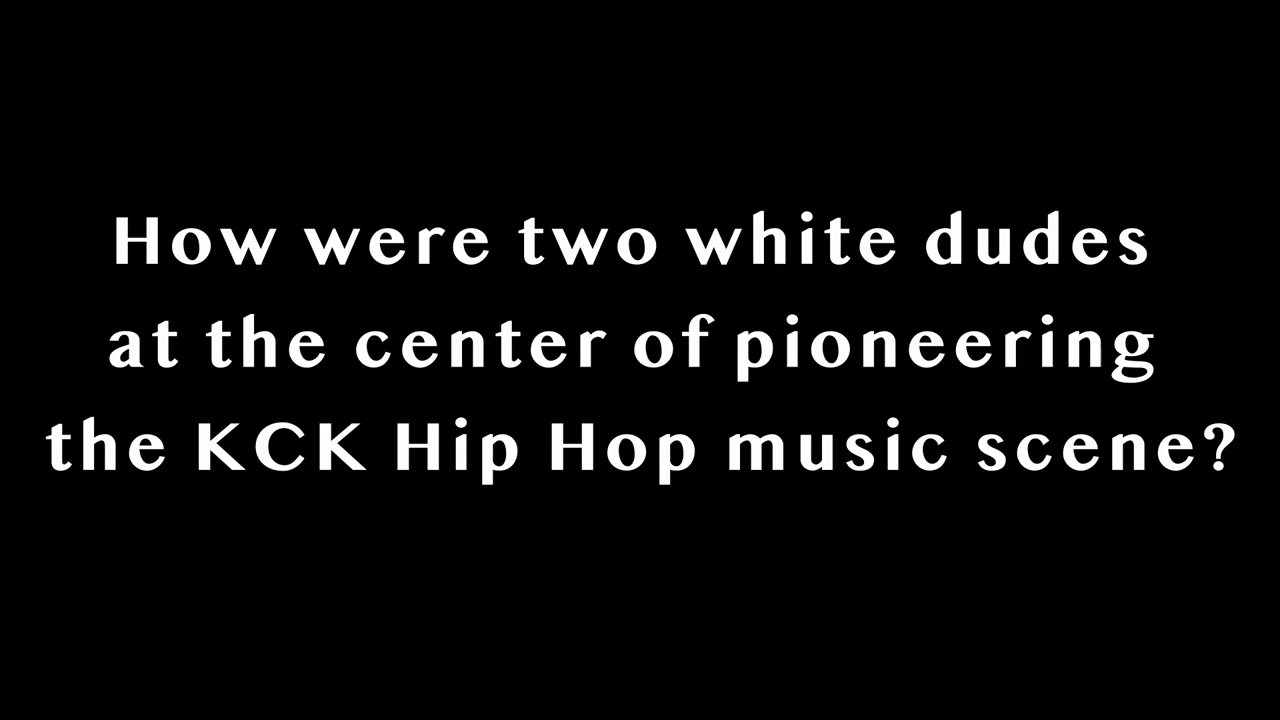 How were two white dudes
at the center of pioneering
the KCK Hip Hop music scene?